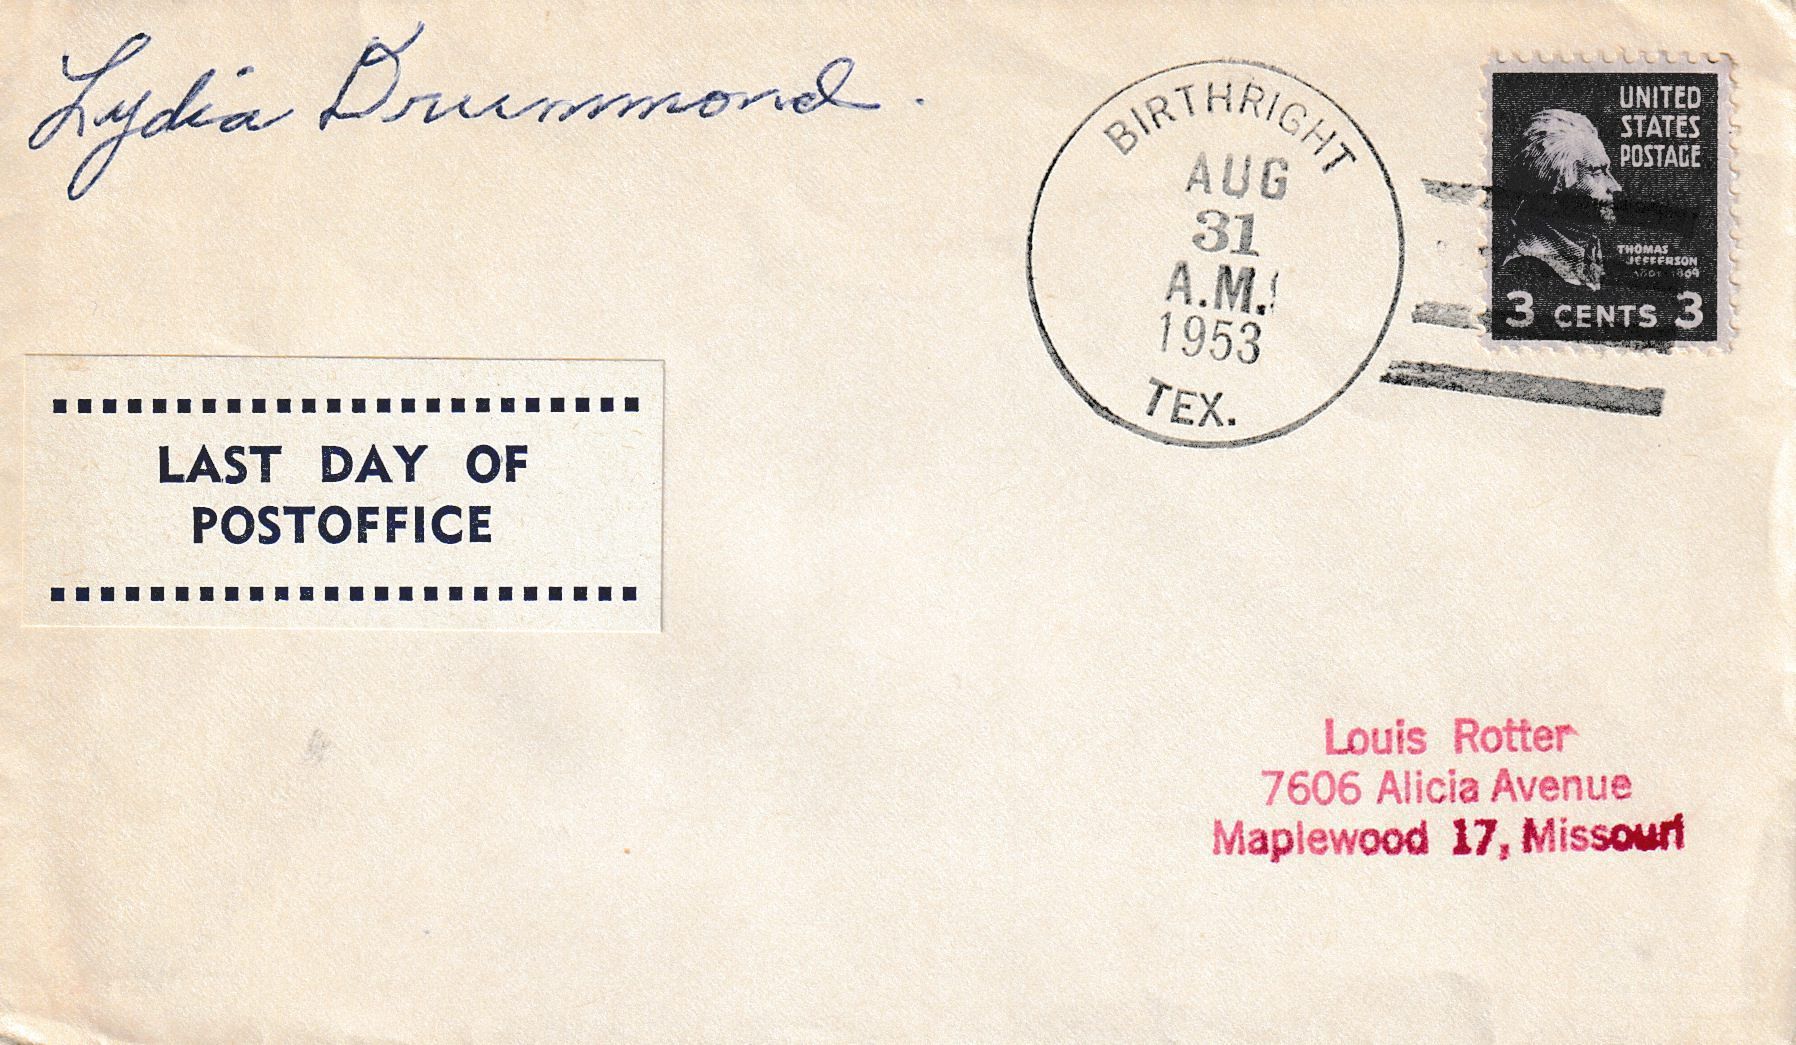 Lydia Drummond.
BIRTHRIGHT
AUG
31
A.M.
1953
TEX.
UNITED
STATES
POSTAGE
THOMAS
JEFFERSON
3 CENTS 3
LAST DAY OF
POSTOFFICE
Louis Rotter
7606 Alicia Avenue
Maplewood 17, Missouri